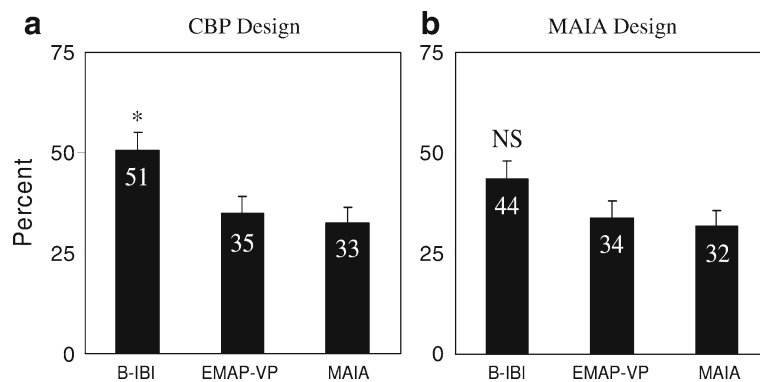 a CBP Design
75
50
25
0
Percent
*
51
35
33
B-IBI EMAP-VP MAIA
b MAIA Design
75
50
25
0
NS
44
34
32
B-IBI EMAP-VP MAIA